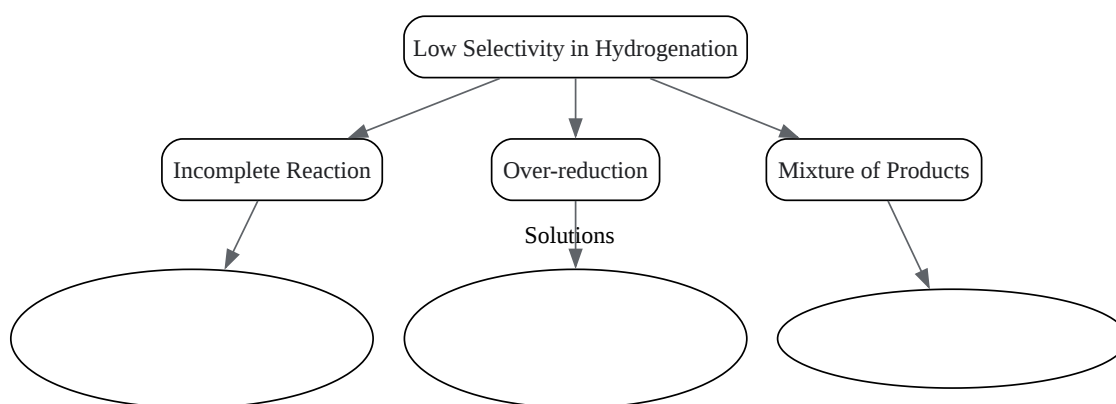 Low Selectivity in Hydrogenation
Incomplete Reaction
Over-reduction
Mixture of Products
Solutions